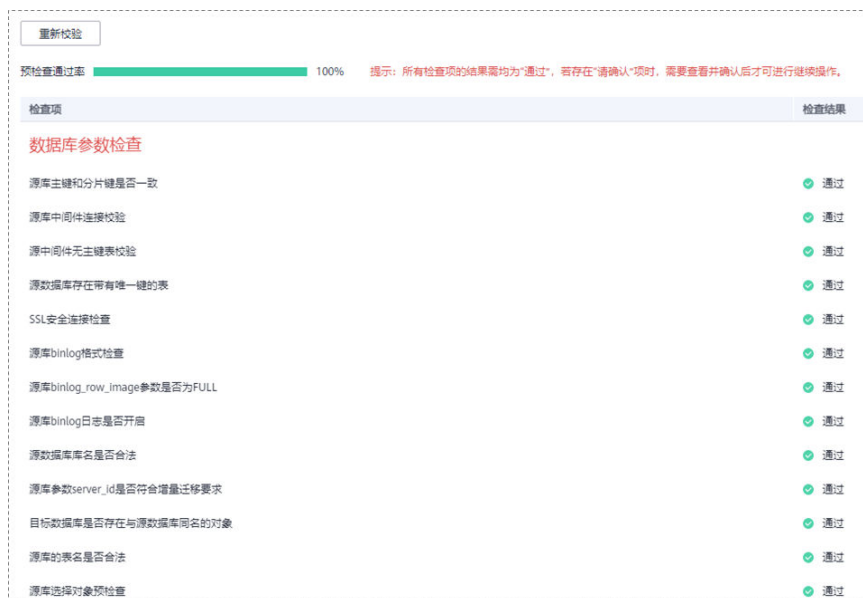 重新校验
预检查通过率 100% 提示：所有检查项的结果需均为“通过”，若存在“请确认”项时，需要查看并确认后才可进行继续操作。
检查项 检查结果
数据库参数检查
源库主键和分片键是否一致 通过
源库中间件连接校验 通过
源中间件无主键表校验 通过
源数据库存在带有唯一键的表 通过
SSL安全连接检查 通过
源库binlog格式检查 通过
源库binlog_row_image参数是否为FULL 通过
源库binlog日志是否开启 通过
源数据库库名是否合法 通过
源库参数server_id是否符合增量迁移要求 通过
目标数据库是否存在与源数据库同名的对象 通过
源库的表名是否合法 通过
源库选择对象预检查 通过